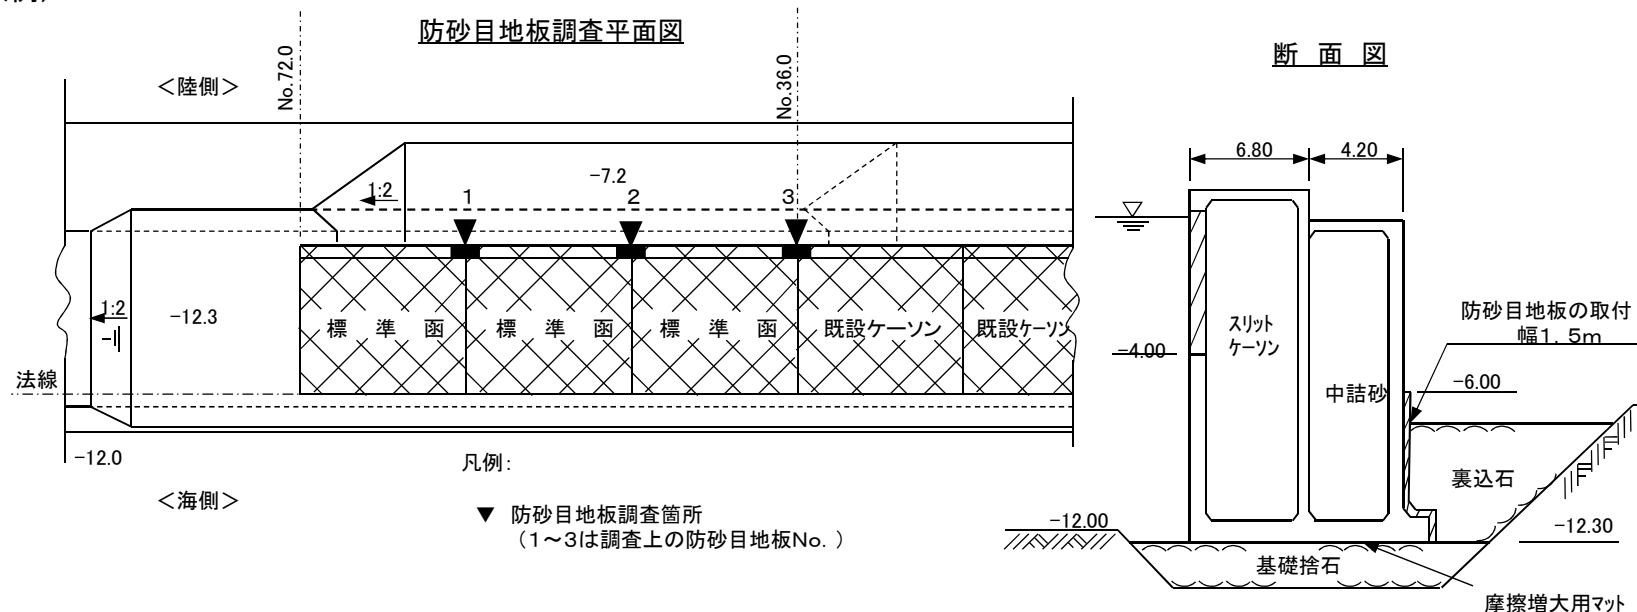 防砂目地板調査平面図
断面図
<陸側>
No.72.0
No.36.0
6.80
4.20
-7.2
1:2
1
2
3
1:2
-12.3
標準函
標準函
標準函
既設ケーソン
既設ケーソン
法線
-12.0
<海側>
凡例:
▼ 防砂目地板調査箇所
(1~3は調査上の防砂目地板No.)
スリット
ケーソン
-4.00
中詰砂
防砂目地板の取付
幅1.5m
-6.00
裏込石
-12.00
-12.30
基礎捨石
摩擦増大用マット